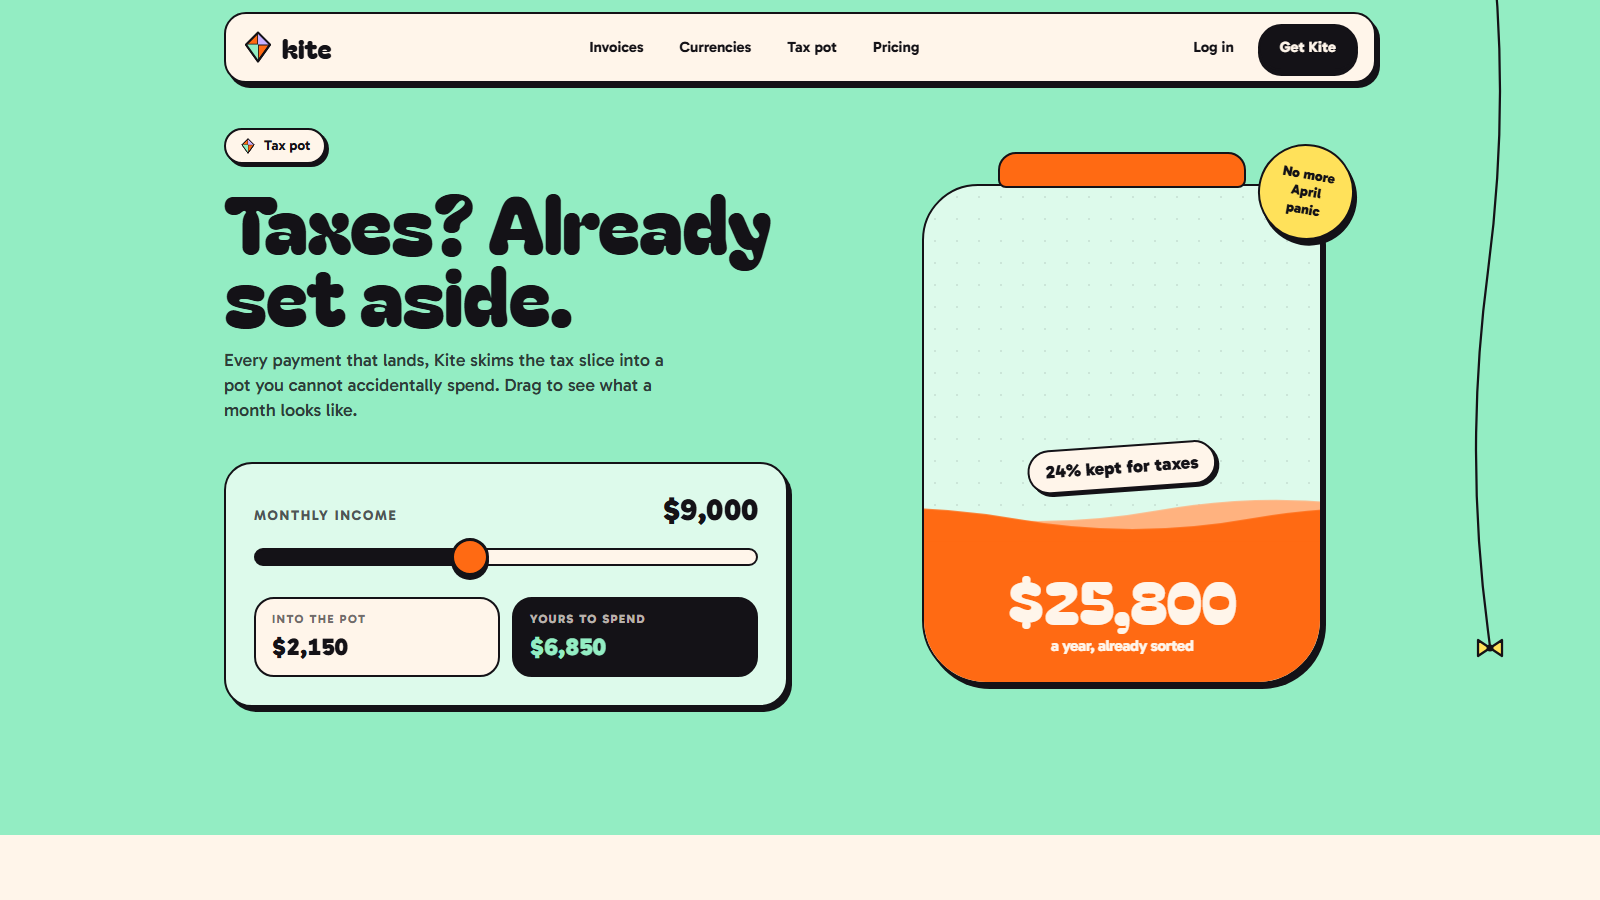 kite
Invoices
Currencies
Tax pot
Pricing
Log in
Get Kite
Tax pot
Taxes? Already
set aside.
Every payment that lands, Kite skims the tax slice into a
pot you cannot accidentally spend. Drag to see what a
month looks like.
MONTHLY INCOME
$9,000
INTO THE POT
$2,150
YOURS TO SPEND
$6,850
No more
April
panic
24% kept for taxes
$25,800
a year, already sorted